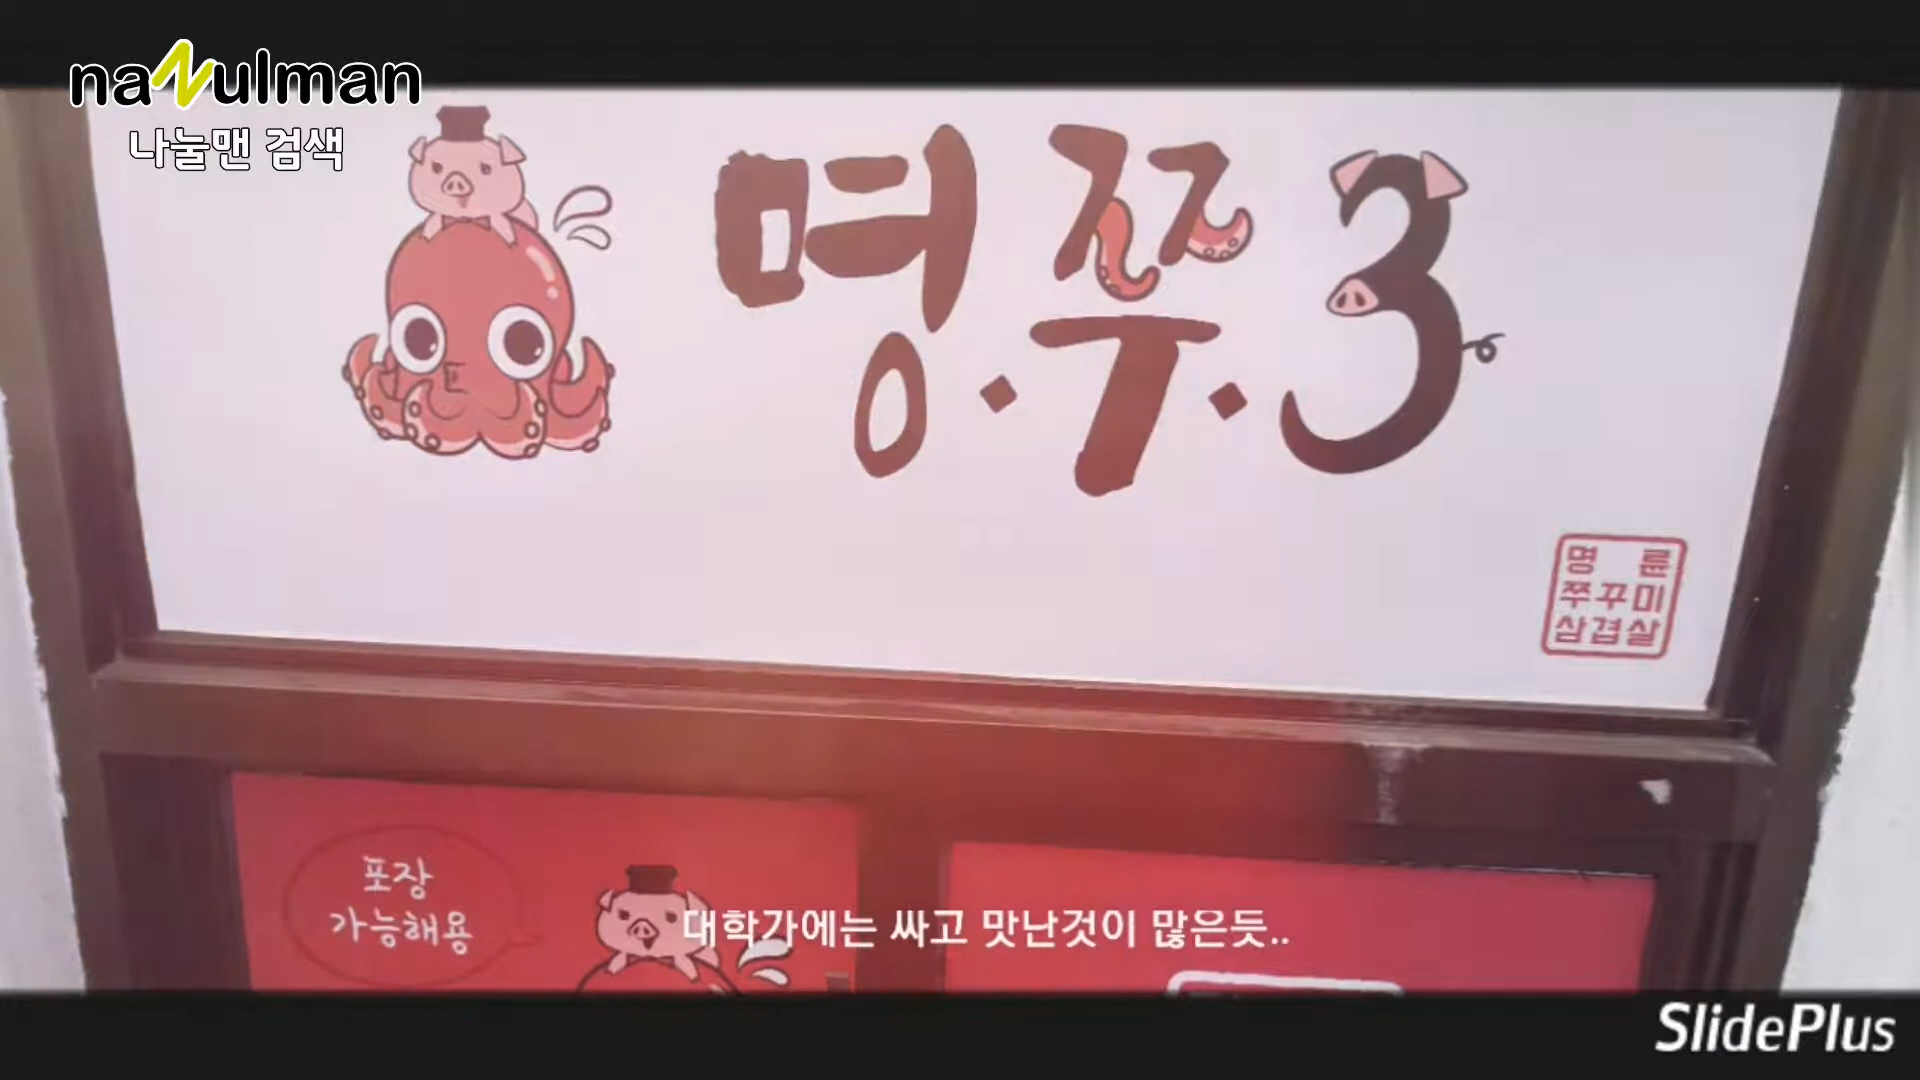 naNulman
나눌맨 검색
명·쭈·3
명 륜
쭈꾸미
삼겹살
포장
가능해용
대학가에는 싸고 맛난것이 많은듯..
SlidePlus